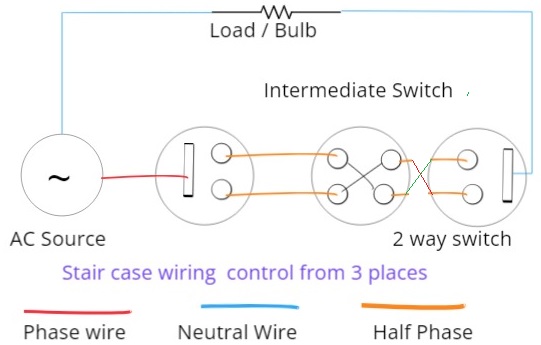 Load / Bulb
Intermediate Switch
~
AC Source
2 way switch
Stair case wiring control from 3 places
Phase wire
Neutral Wire
Half Phase